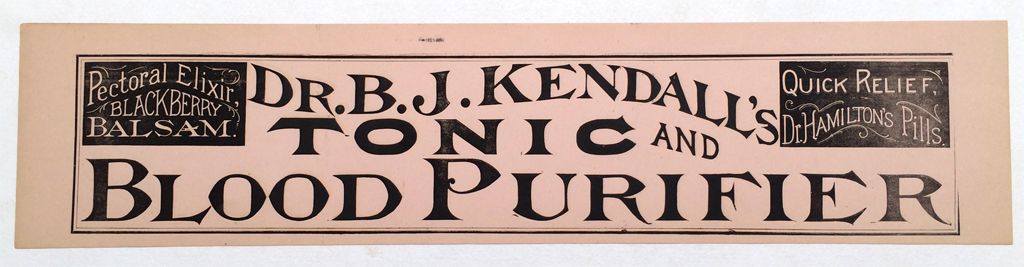 Pectoral Elixir,
BLACKBERRY
BALSAM.
DR. B. J. KENDALL'S
TONIC AND
BLOOD PURIFIER
QUICK RELIEF,
Dr. HAMILTON'S Pills.